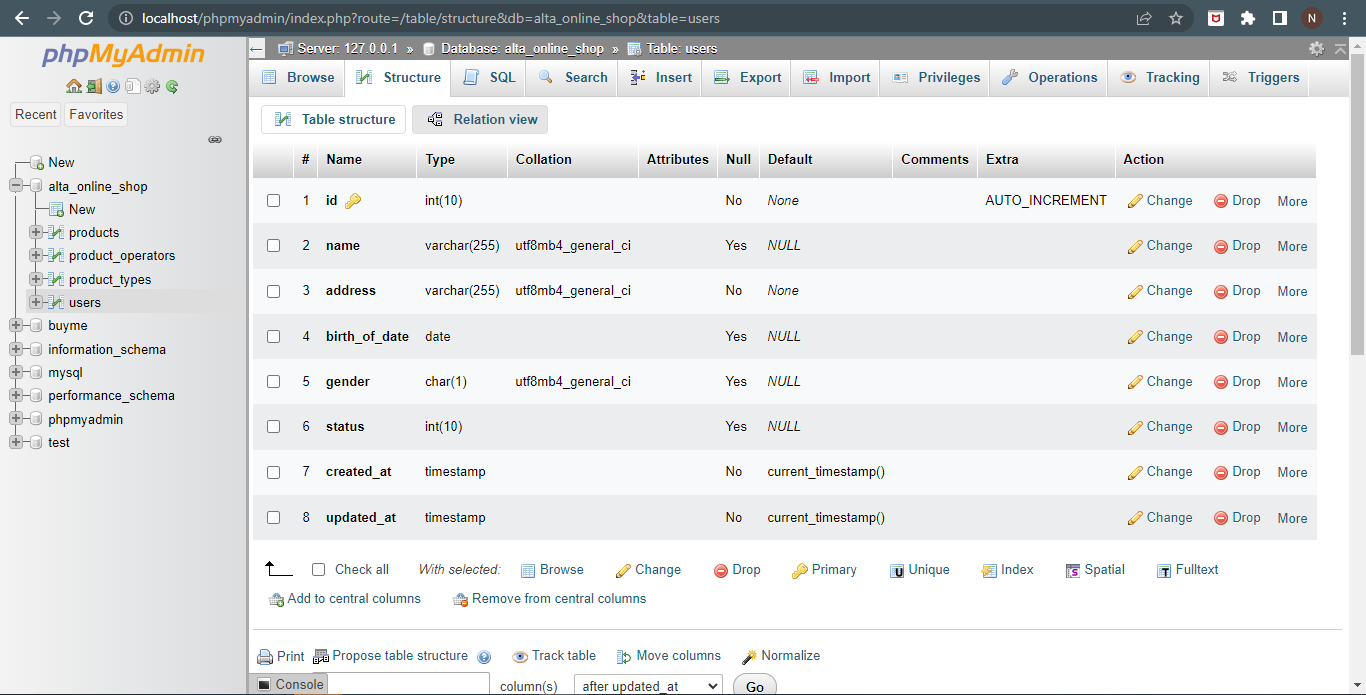 localhost/phpmyadmin/index.php?route=/table/structure&db=alta_online_shop&table=users
N
phpMyAdmin
Recent Favorites
New
alta_online_shop
New
products
product_operators
product_types
users
buyme
information_schema
mysql
performance_schema
phpmyadmin
test
Server: 127.0.0.1 » Database: alta_online_shop » Table: users
Browse Structure SQL Search Insert Export Import Privileges Operations Tracking Triggers
Table structure Relation view
# Name Type Collation Attributes Null Default Comments Extra Action
1 id int(10) No None AUTO_INCREMENT Change Drop More
2 name varchar(255) utf8mb4_general_ci Yes NULL Change Drop More
3 address varchar(255) utf8mb4_general_ci No None Change Drop More
4 birth_of_date date Yes NULL Change Drop More
5 gender char(1) utf8mb4_general_ci Yes NULL Change Drop More
6 status int(10) Yes NULL Change Drop More
7 created_at timestamp No current_timestamp() Change Drop More
8 updated_at timestamp No current_timestamp() Change Drop More
Check all With selected: Browse Change Drop Primary Unique Index Spatial Fulltext
Add to central columns Remove from central columns
Print Propose table structure Track table Move columns Normalize
Console column(s) after updated_at Go